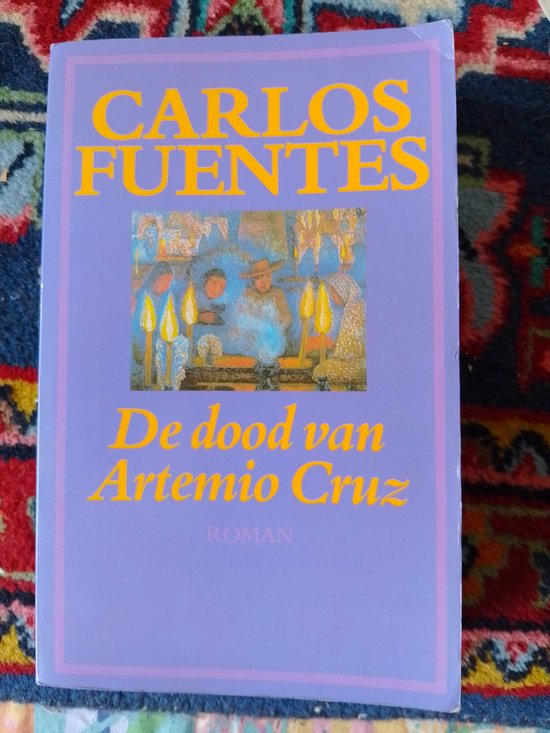 CARLOS
FUENTES
De dood van
Artemio Cruz
ROMAN